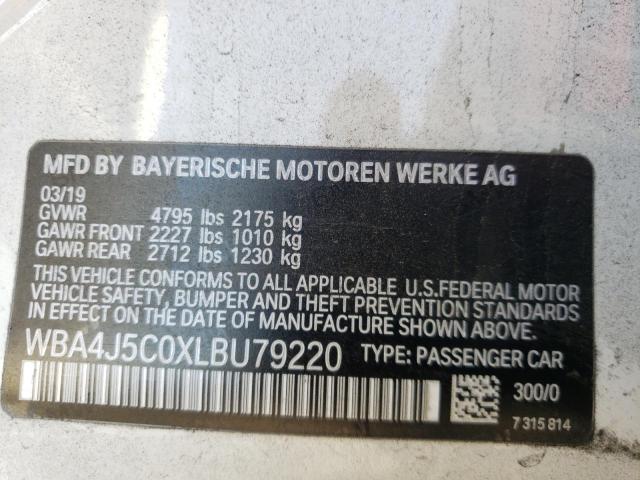 MFD BY BAYERISCHE MOTOREN WERKE AG
03/19
GVWR 4795 lbs 2175 kg
GAWR FRONT 2227 lbs 1010 kg
GAWR REAR 2712 lbs 1230 kg
THIS VEHICLE CONFORMS TO ALL APPLICABLE U.S.FEDERAL MOTOR
VEHICLE SAFETY, BUMPER AND THEFT PREVENTION STANDARDS
IN EFFECT ON THE DATE OF MANUFACTURE SHOWN ABOVE.
WBA4J5C0XLBU79220 TYPE: PASSENGER CAR
300/0
7 315 814